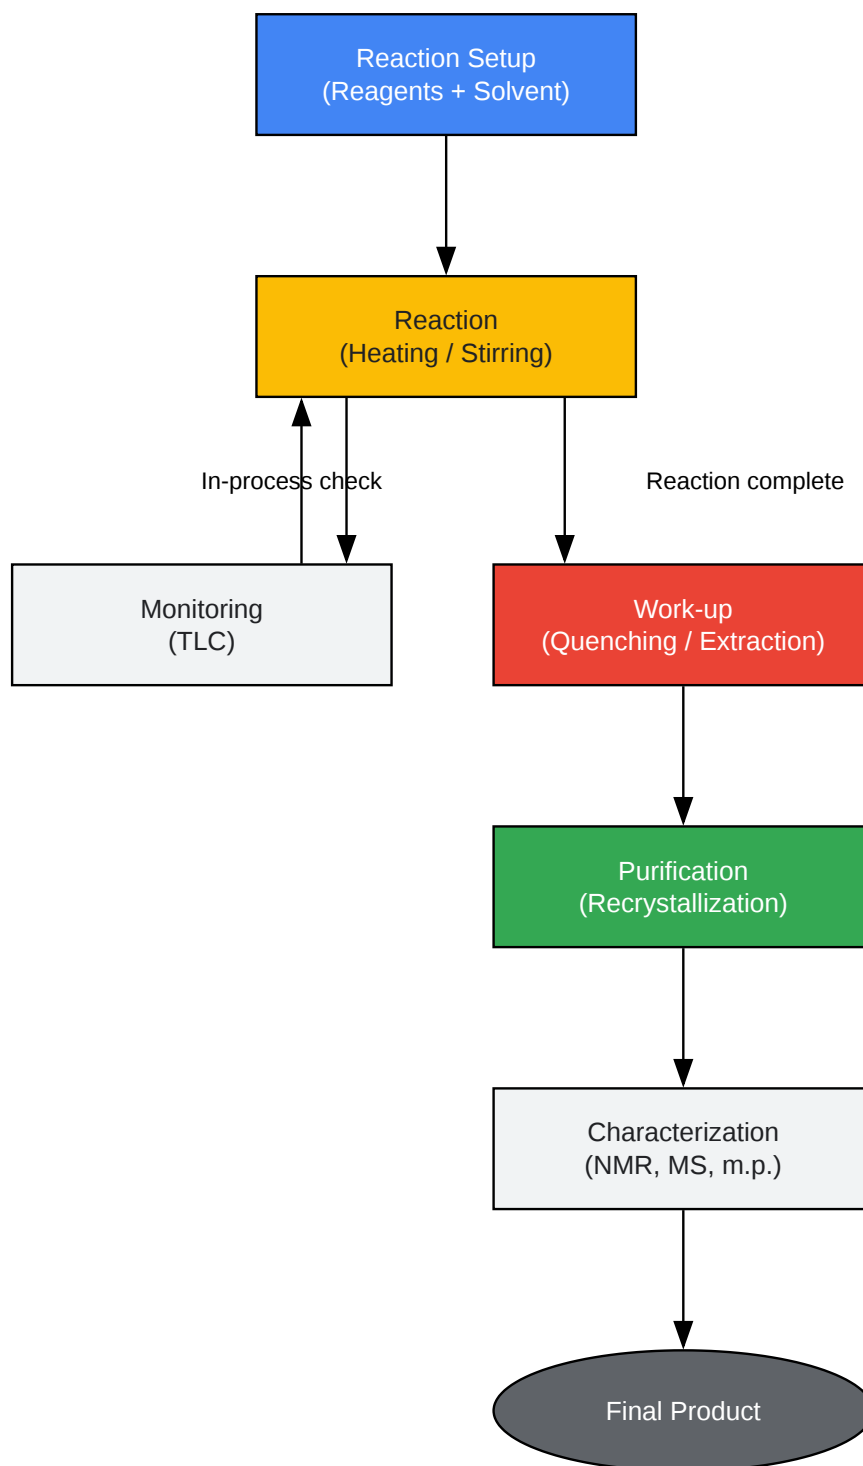 Reaction Setup
(Reagents + Solvent)
Reaction
(Heating / Stirring)
In-process check
Reaction complete
Monitoring
(TLC)
Work-up
(Quenching / Extraction)
Purification
(Recrystallization)
Characterization
(NMR, MS, m.p.)
Final Product